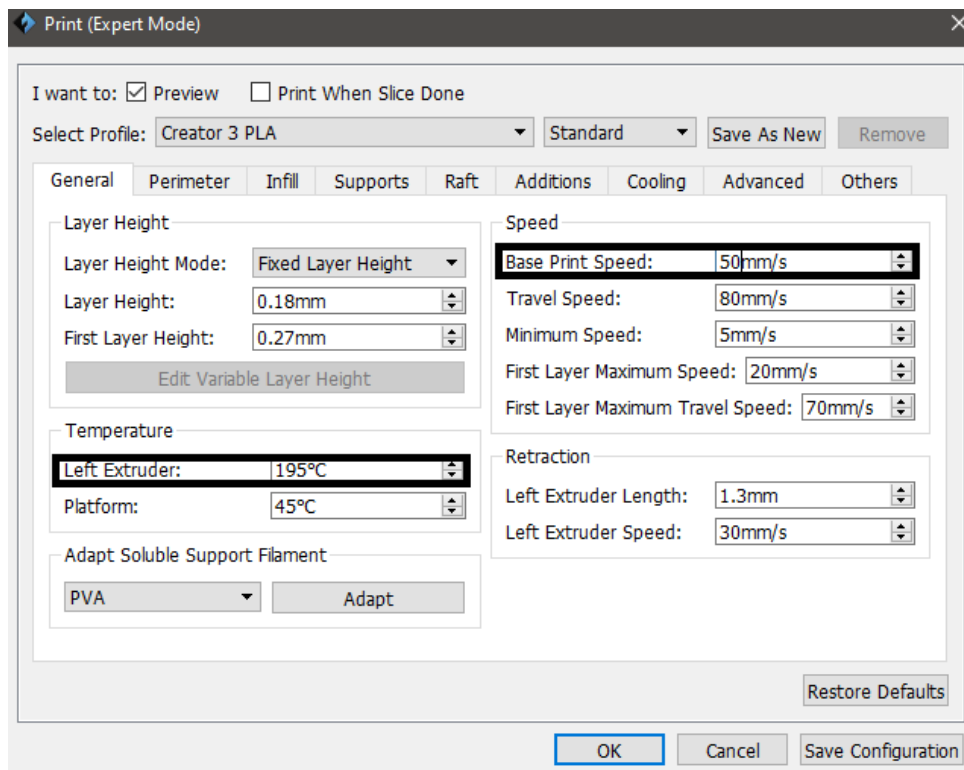 Print (Expert Mode)
I want to: Preview Print When Slice Done
Select Profile: Creator 3 PLA Standard Save As New Remove
General Perimeter Infill Supports Raft Additions Cooling Advanced Others
Layer Height
Layer Height Mode: Fixed Layer Height
Layer Height: 0.18mm
First Layer Height: 0.27mm
Edit Variable Layer Height
Temperature
Left Extruder: 195°C
Platform: 45°C
Adapt Soluble Support Filament
PVA Adapt
Speed
Base Print Speed: 50mm/s
Travel Speed: 80mm/s
Minimum Speed: 5mm/s
First Layer Maximum Speed: 20mm/s
First Layer Maximum Travel Speed: 70mm/s
Retraction
Left Extruder Length: 1.3mm
Left Extruder Speed: 30mm/s
Restore Defaults
OK Cancel Save Configuration